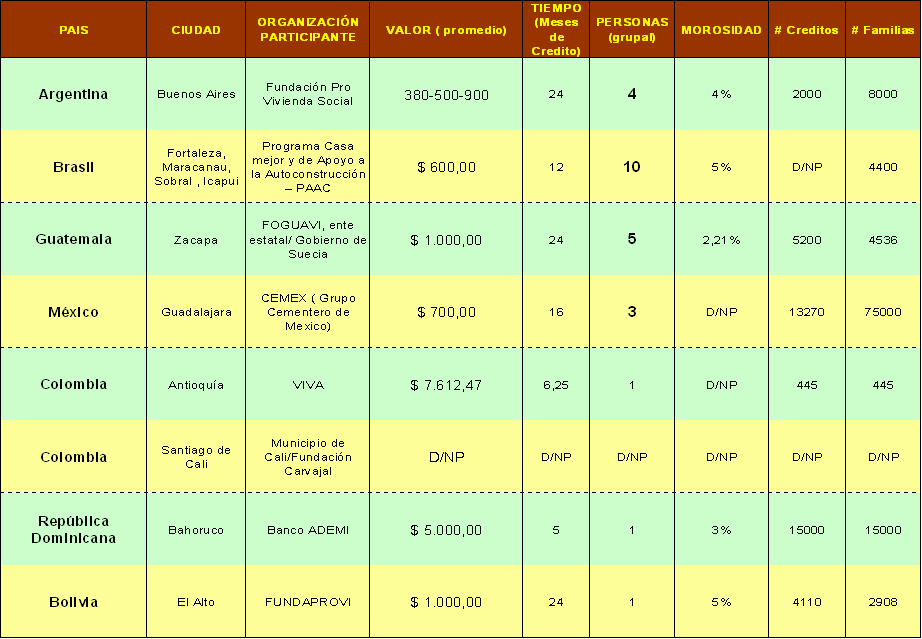 PAIS CIUDAD ORGANIZACIÓN PARTICIPANTE VALOR ( promedio) TIEMPO (Meses de Credito) PERSONAS (grupal) MOROSIDAD # Creditos # Familias
Argentina Buenos Aires Fundación Pro Vivienda Social 380-500-900 24 4 4% 2000 8000
Brasil Fortaleza, Maracanau, Sobral , Icapui Programa Casa mejor y de Apoyo a la Autoconstrucción – PAAC $ 600,00 12 10 5% D/NP 4400
Guatemala Zacapa FOGUAVI, ente estatal/ Gobierno de Suecia $ 1.000,00 24 5 2,21% 5200 4536
México Guadalajara CEMEX ( Grupo Cementero de Mexico) $ 700,00 16 3 D/NP 13270 75000
Colombia Antioquía VIVA $ 7.612,47 6,25 1 D/NP 445 445
Colombia Santiago de Cali Municipio de Cali/Fundación Carvajal D/NP D/NP D/NP D/NP D/NP D/NP
República Dominicana Bahoruco Banco ADEMI $ 5.000,00 5 1 3% 15000 15000
Bolivia El Alto FUNDAPROVI $ 1.000,00 24 1 5% 4110 2908